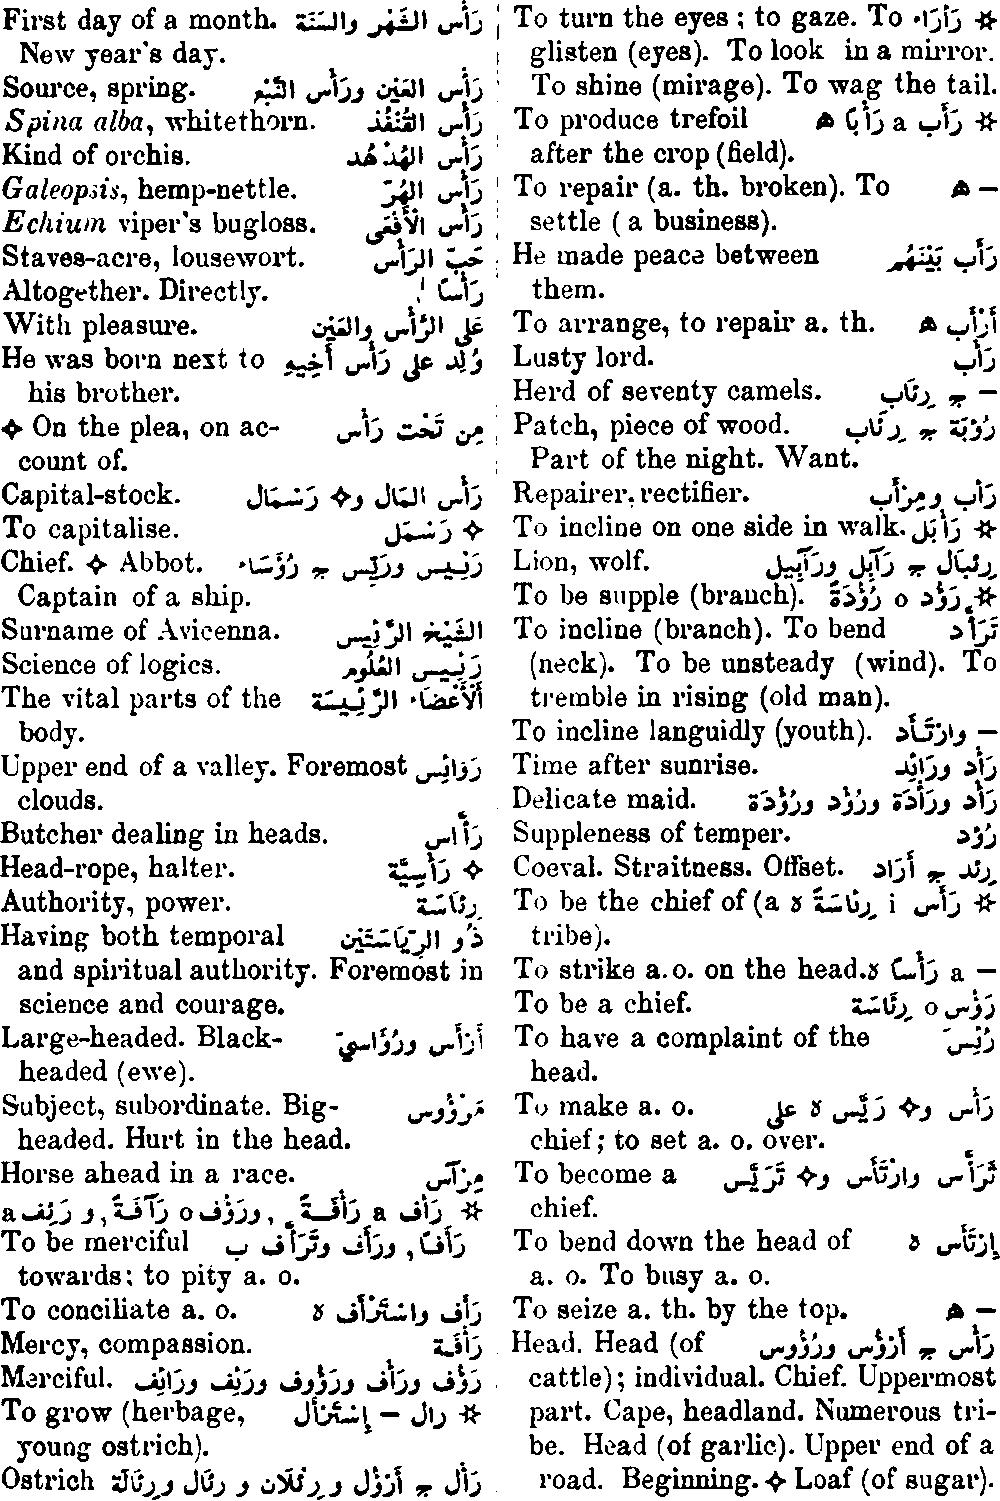 To turn the eyes ; to gaze. To ✲ رَأْرَأَ
glisten (eyes). To look in a mirror.
To shine (mirage). To wag the tail.
To produce trefoil ✲ رَأَب a رَأْبًا ه
after the crop (field).
To repair (a. th. broken). To — ه
settle ( a business).
He made peace between رَأَب بَيْنَهُم
them.
To arrange, to repair a. th. أَرْأَب ه
Lusty lord. رَأْب
Herd of seventy camels. — ج رِئَاب
Patch, piece of wood. رُؤْبَة ج رِئَاب
Part of the night. Want.
Repairer, rectifier. رَأَّب ومِرْأَب
To incline on one side in walk. ✲ رَأْبَل
Lion, wolf. رِئْبَال ج رَآبِل ورَآبِيل
To be supple (branch). ✲ رَؤُد o رُؤْدَةً
To incline (branch). To bend تَرَأَّد
(neck). To be unsteady (wind). To
tremble in rising (old man).
To incline languidly (youth). — وارْتَأَد
Time after sunrise. رَأْد ورَائِد
Delicate maid. رَأْد ورَأْدَة ورُؤْد ورُؤْدَة
Suppleness of temper. رُؤْد
Coeval. Straitness. Offset. رِئْد ج أَرْآد
To be the chief of (a ✲ رَأَس i رِئَاسَةً ه
tribe).
To strike a. o. on the head. — a رَأْسًا ه
To be a chief. رَؤُس o رِئَاسَة
To have a complaint of the رُئِسَ
head.
To make a. o. رَأَّس و✧ رَيَّس ه على
chief ; to set a. o. over.
To become a تَرَأَّس وارْتَأَس و✧ تَرَيَّس
chief.
To bend down the head of إِرْتَأَس ه
a. o. To busy a. o.
To seize a. th. by the top. — ه
Head. Head (of رَأْس ج أَرْؤُس ورُؤُوس
cattle) ; individual. Chief. Uppermost
part. Cape, headland. Numerous tri-
be. Head (of garlic). Upper end of a
road. Beginning. ✧ Loaf (of sugar).
First day of a month. رَأْس الشَّهْر والسَّنَة
New year's day.
Source, spring. رَأْس العَيْن ورَأْس النَّبْع
Spina alba, whitethorn. رَأْس القُنْفُذ
Kind of orchis. رَأْس الهُدْهُد
Galeopsis, hemp-nettle. رَأْس الهِرّ
Echium viper's bugloss. رَأْس الأَفْعَى
Staves-acre, lousewort. حَبّ الرَأْس
Altogether. Directly. رَأْسًا
With pleasure. عَلَى الرَّأْس والعَيْن
He was born next to وُلِد على رَأْس أَخِيهِ
his brother.
✧ On the plea, on ac- مِن تَحْت رَأْس
count of.
Capital-stock. رَأْس المَال و✧ رَسْمَال
To capitalise. ✧ رَسْمَل
Chief. ✧ Abbot. رَئِيس ورَيِّس ج رُؤَسَاء
Captain of a ship.
Surname of Avicenna. الشَّيْخ الرَّئِيس
Science of logics. رَئِيس العُلُوم
The vital parts of the الأَعْضَاء الرَّئِيسَة
body.
Upper end of a valley. Foremost رَوَائِس
clouds.
Butcher dealing in heads. رَأَّاس
Head-rope, halter. ✧ رَأْسِيَّة
Authority, power. رِئَاسَة
Having both temporal ذُو الرِّيَاسَتَيْن
and spiritual authority. Foremost in
science and courage.
Large-headed. Black- أَرْأَس ورُؤَاسِيّ
headed (ewe).
Subject, subordinate. Big- مَرْؤُوس
headed. Hurt in the head.
Horse ahead in a race. مِرْآس
✲ رَأَف a رَأْفَةً, ورَؤُف o رَآفَةً, ورَئِف a
To be merciful رَأَفًا, ورَأَّف وتَرَأَّف ب
towards ; to pity a. o.
To conciliate a. o. رَأَّف واسْتَرْأَف ه
Mercy, compassion. رَأْفَة
Merciful. رَؤُف ورَأْف ورَؤُوف ورَئِف ورَائِف
To grow (herbage, ✲ رال — إِسْتَرْأَل
young ostrich).
Ostrich رَأْل ج أَرْؤُل ورِئْلَان ورِئَال ورِئَالَة